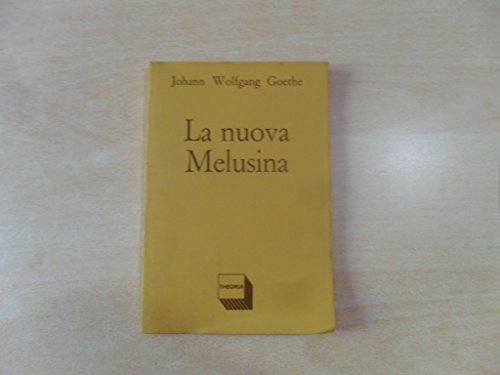 Johann Wolfgang Goethe
La nuova
Melusina
THEORIA